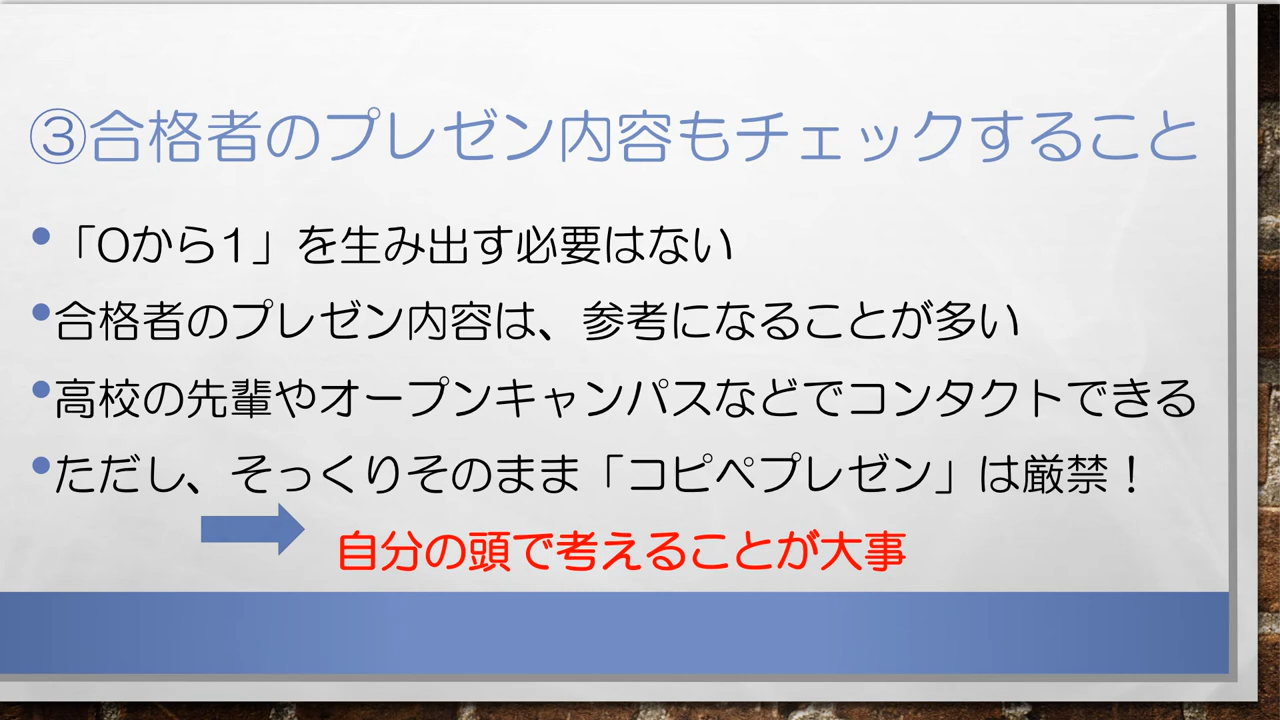 ③合格者のプレゼン内容もチェックすること
•「0から1」を生み出す必要はない
•合格者のプレゼン内容は、参考になることが多い
•高校の先輩やオープンキャンパスなどでコンタクトできる
•ただし、そっくりそのまま「コピペプレゼン」は厳禁！
自分の頭で考えることが大事